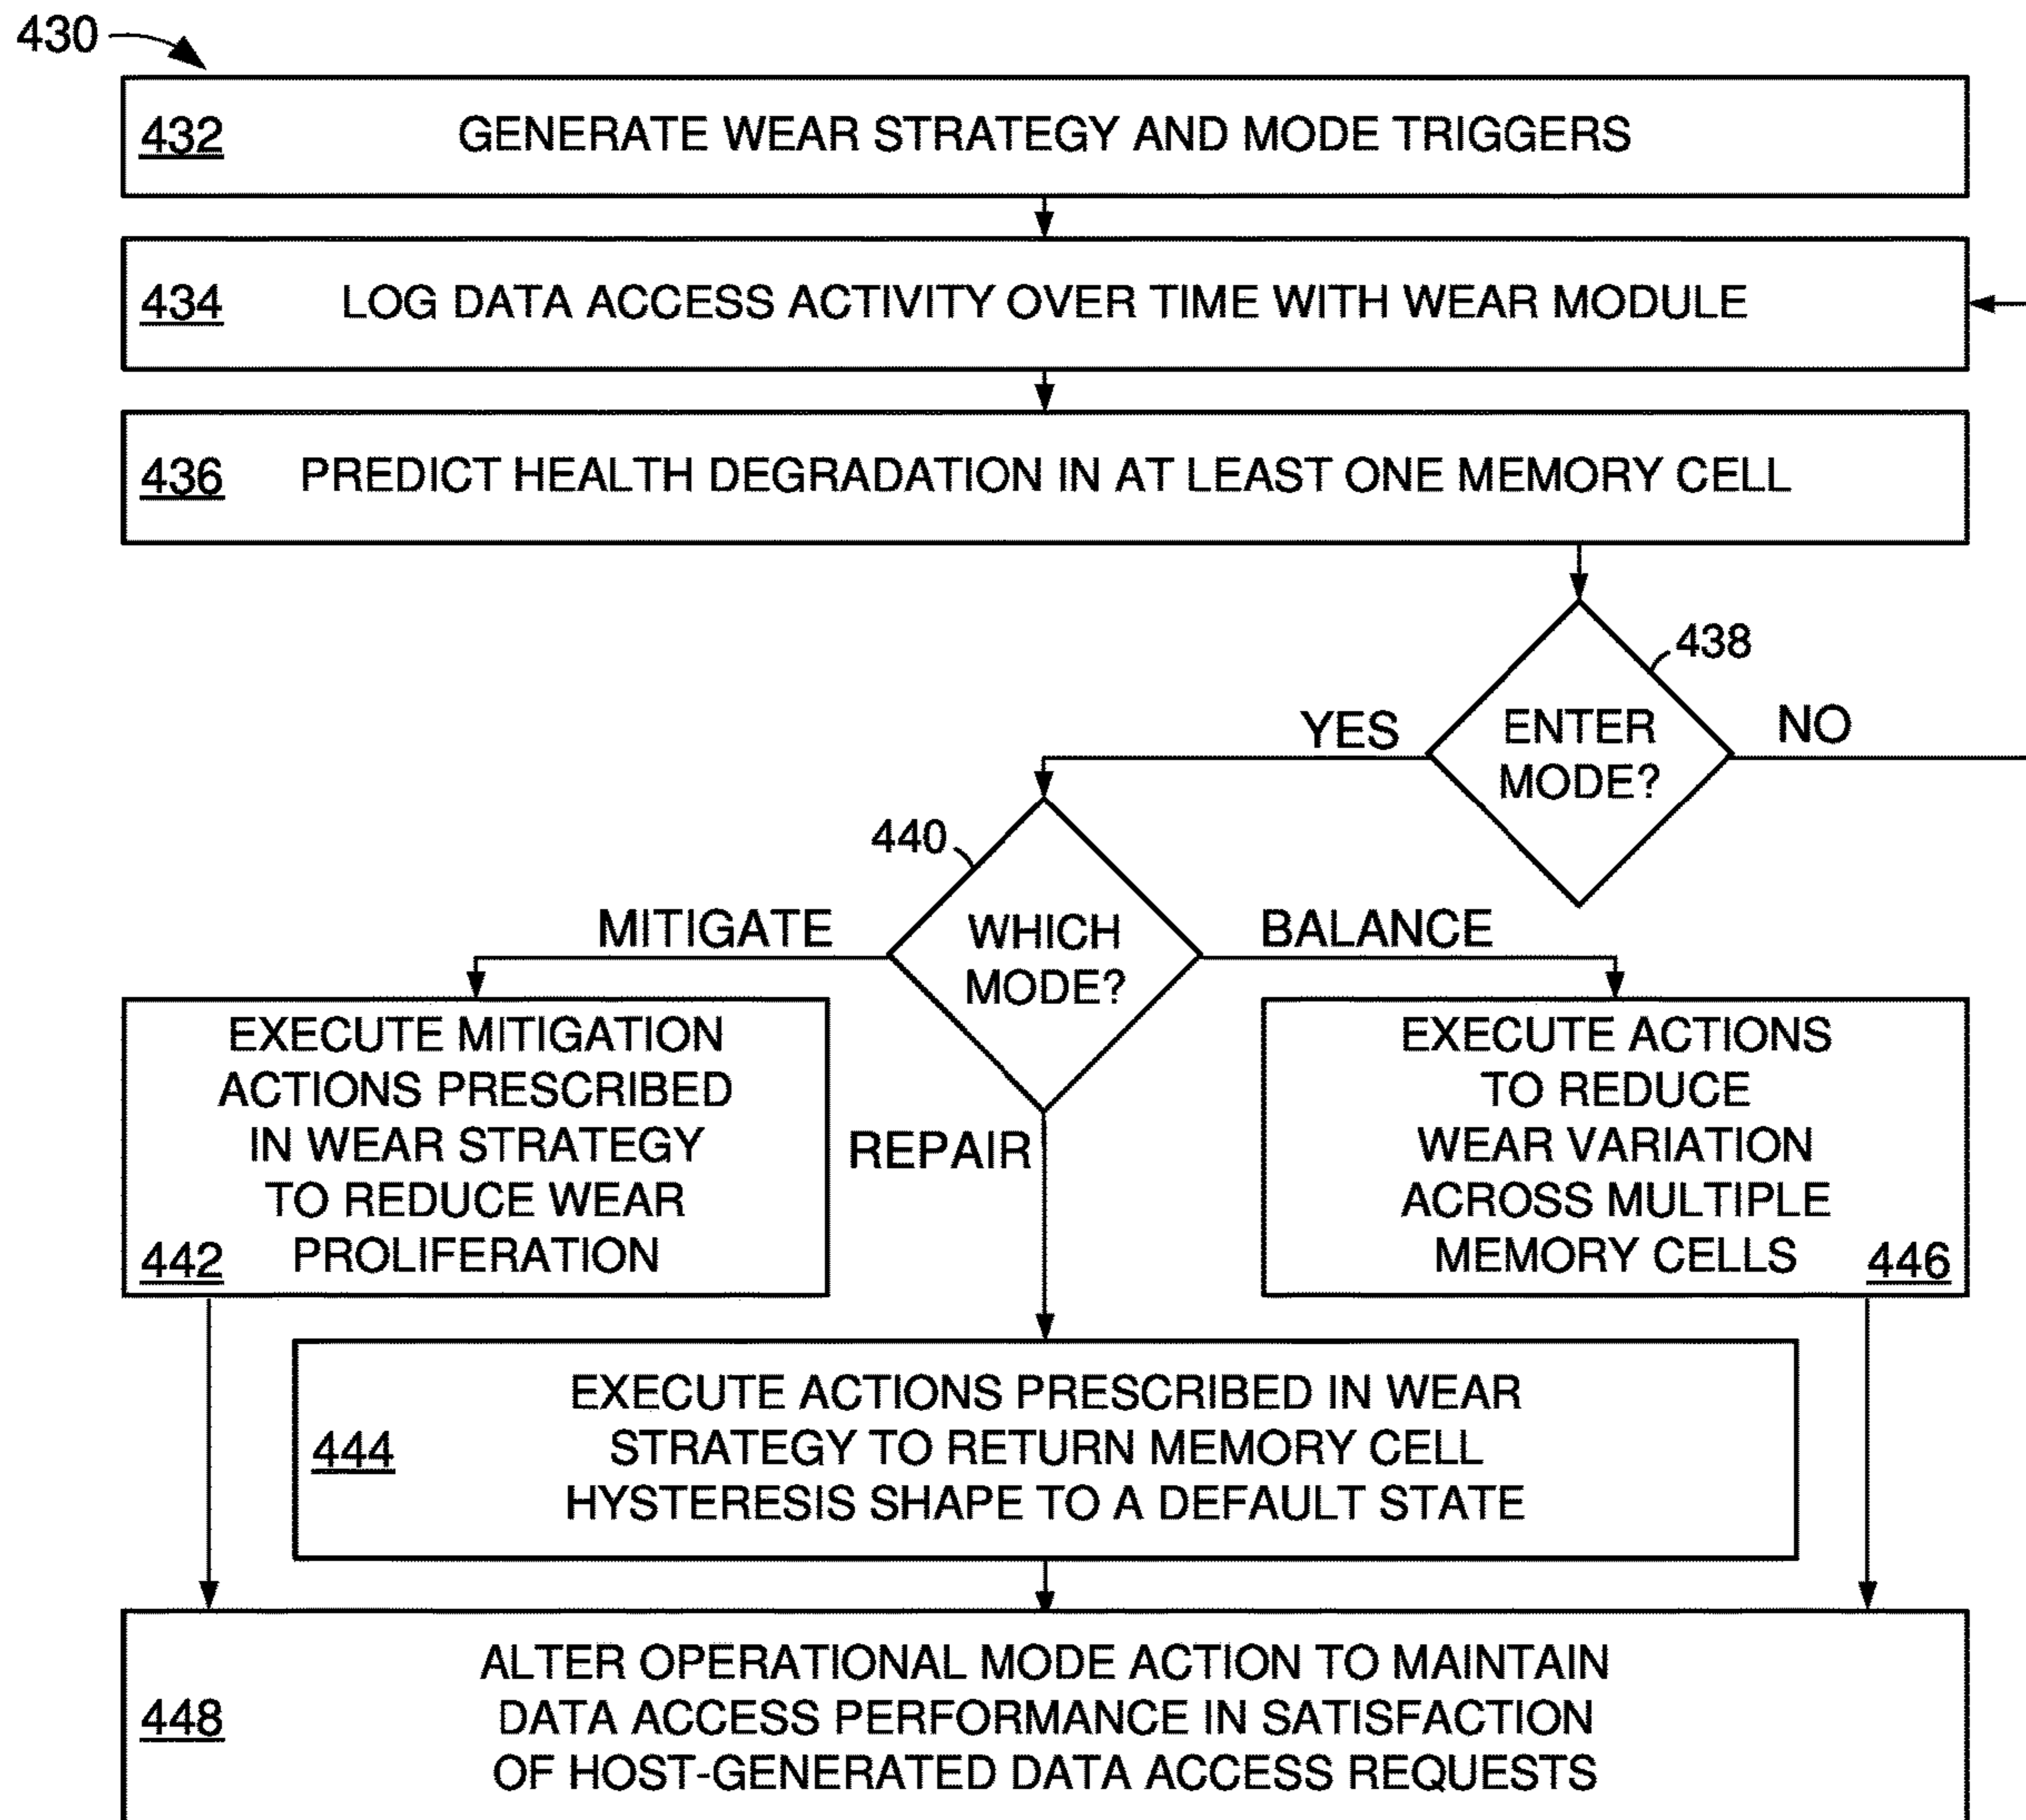 430
432 GENERATE WEAR STRATEGY AND MODE TRIGGERS
434 LOG DATA ACCESS ACTIVITY OVER TIME WITH WEAR MODULE
436 PREDICT HEALTH DEGRADATION IN AT LEAST ONE MEMORY CELL
438
YES
ENTER
MODE?
NO
440
MITIGATE
WHICH
MODE?
BALANCE
REPAIR
EXECUTE MITIGATION
ACTIONS PRESCRIBED
IN WEAR STRATEGY
TO REDUCE WEAR
PROLIFERATION
442
EXECUTE ACTIONS
TO REDUCE
WEAR VARIATION
ACROSS MULTIPLE
MEMORY CELLS
446
EXECUTE ACTIONS PRESCRIBED IN WEAR
STRATEGY TO RETURN MEMORY CELL
HYSTERESIS SHAPE TO A DEFAULT STATE
444
ALTER OPERATIONAL MODE ACTION TO MAINTAIN
DATA ACCESS PERFORMANCE IN SATISFACTION
OF HOST-GENERATED DATA ACCESS REQUESTS
448